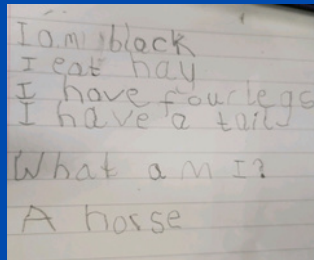 I am black
I eat hay
I have four legs
I have a tail
What am I?
A horse